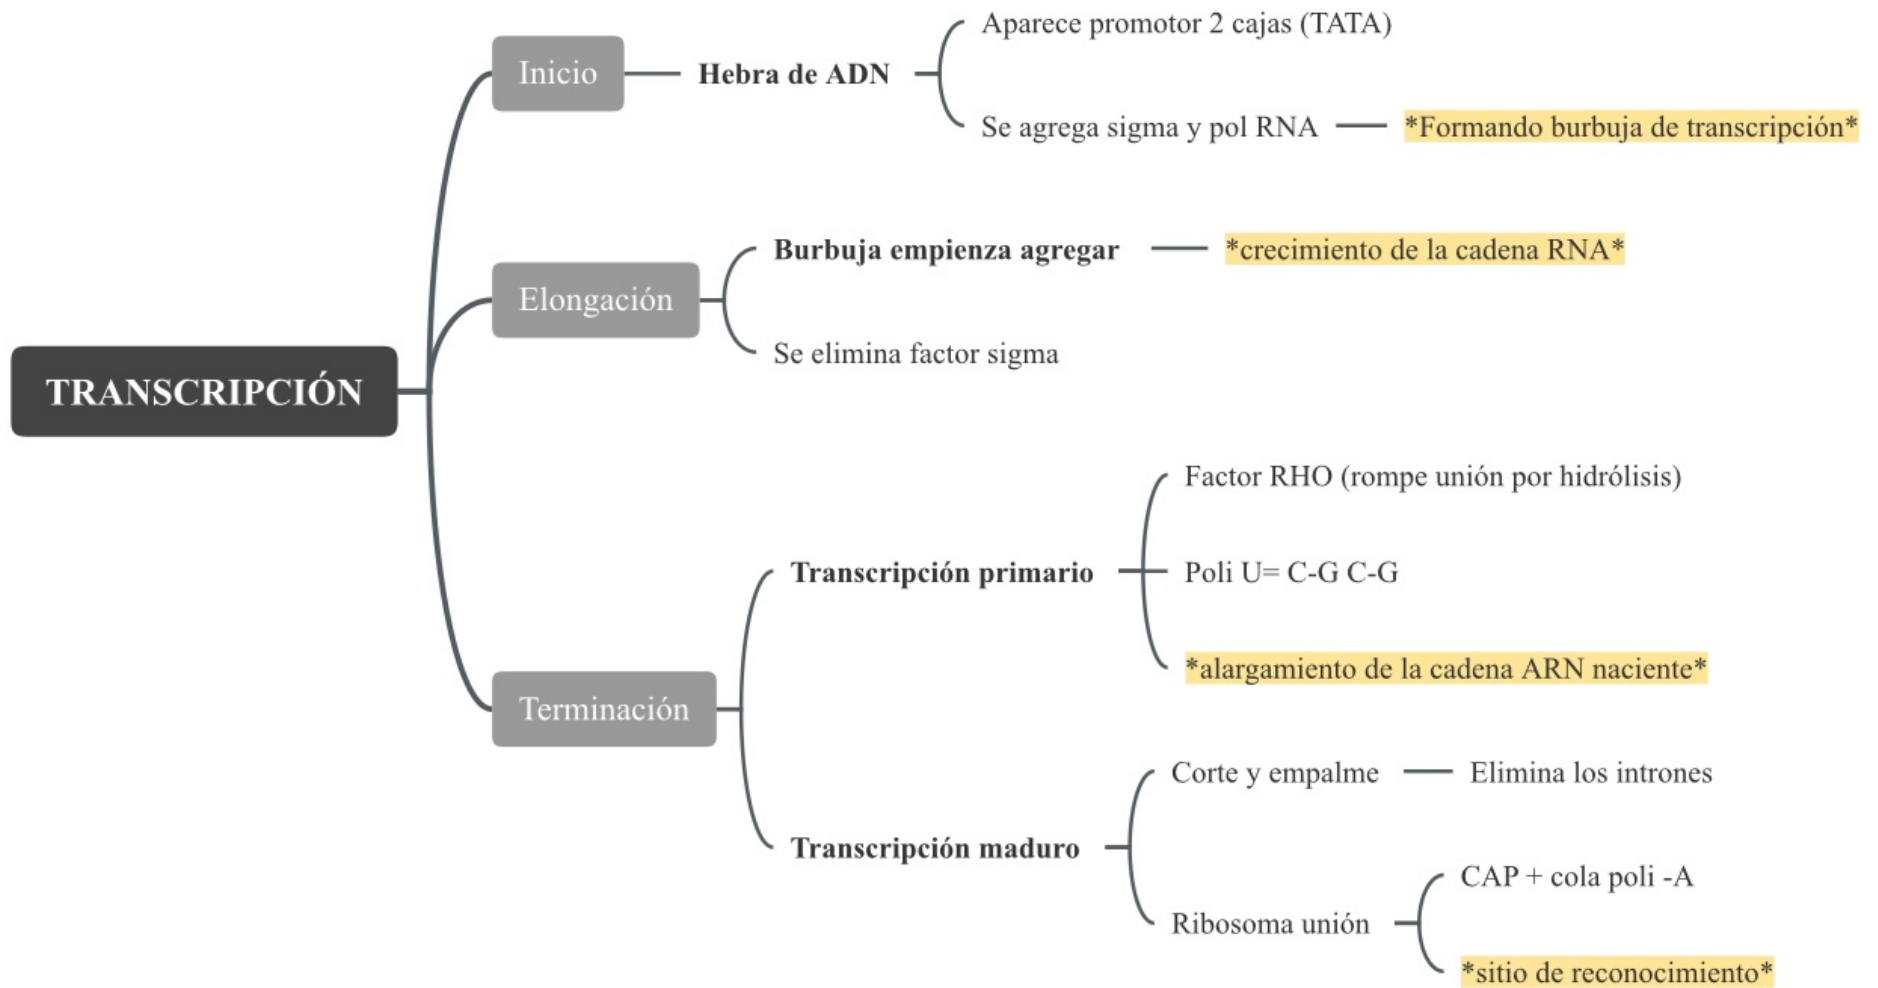 TRANSCRIPCIÓN
Inicio
Hebra de ADN
Aparece promotor 2 cajas (TATA)
Se agrega sigma y pol RNA
*Formando burbuja de transcripción*
Elongación
Burbuja empienza agregar
*crecimiento de la cadena RNA*
Se elimina factor sigma
Terminación
Transcripción primario
Factor RHO (rompe unión por hidrólisis)
Poli U= C-G C-G
*alargamiento de la cadena ARN naciente*
Transcripción maduro
Corte y empalme
Elimina los intrones
Ribosoma unión
CAP + cola poli -A
*sitio de reconocimiento*